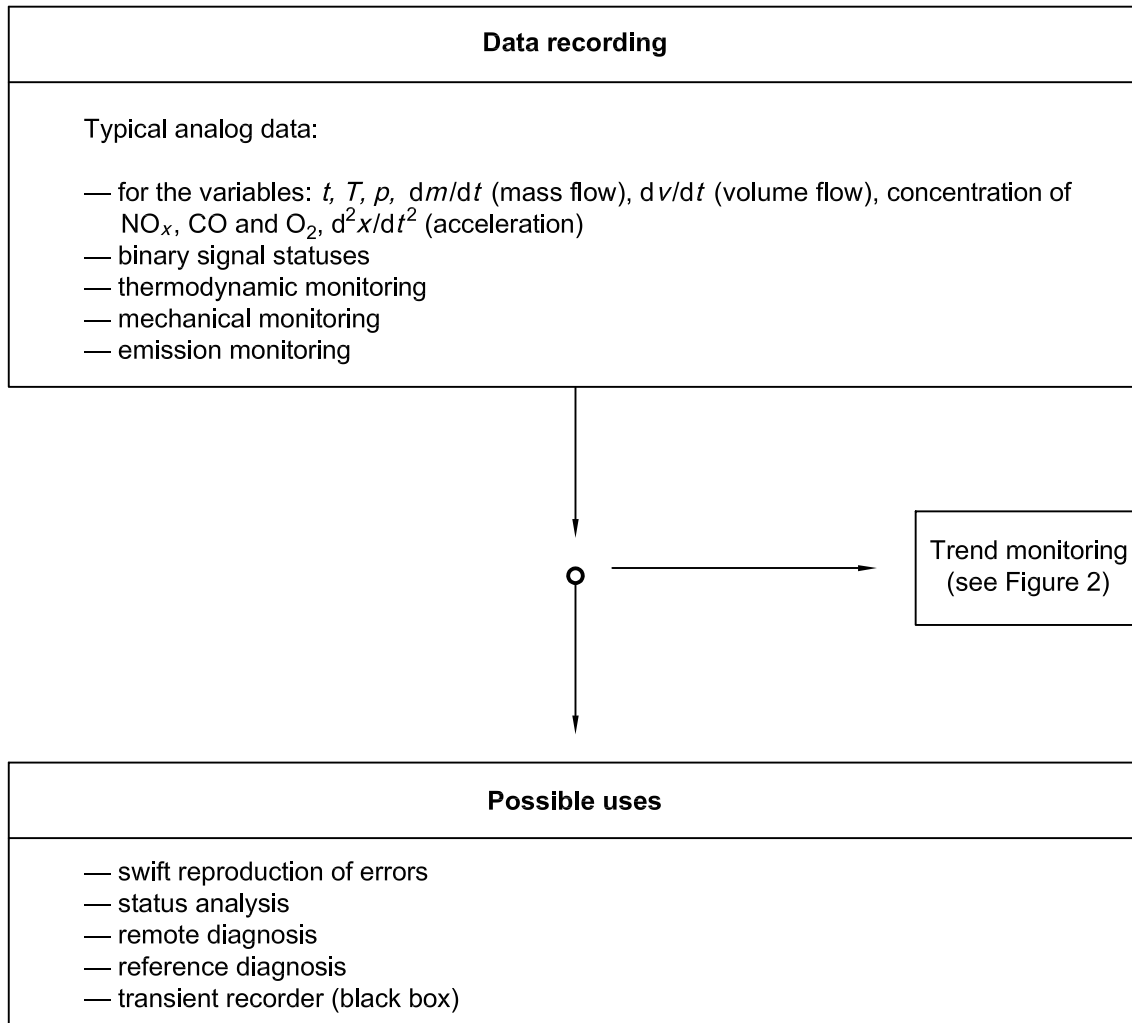 Data recording
Typical analog data:
— for the variables: t, T, p, dm/dt (mass flow), dv/dt (volume flow), concentration of
NOₓ, CO and O₂, d²x/dt² (acceleration)
— binary signal statuses
— thermodynamic monitoring
— mechanical monitoring
— emission monitoring
Trend monitoring
(see Figure 2)
Possible uses
— swift reproduction of errors
— status analysis
— remote diagnosis
— reference diagnosis
— transient recorder (black box)